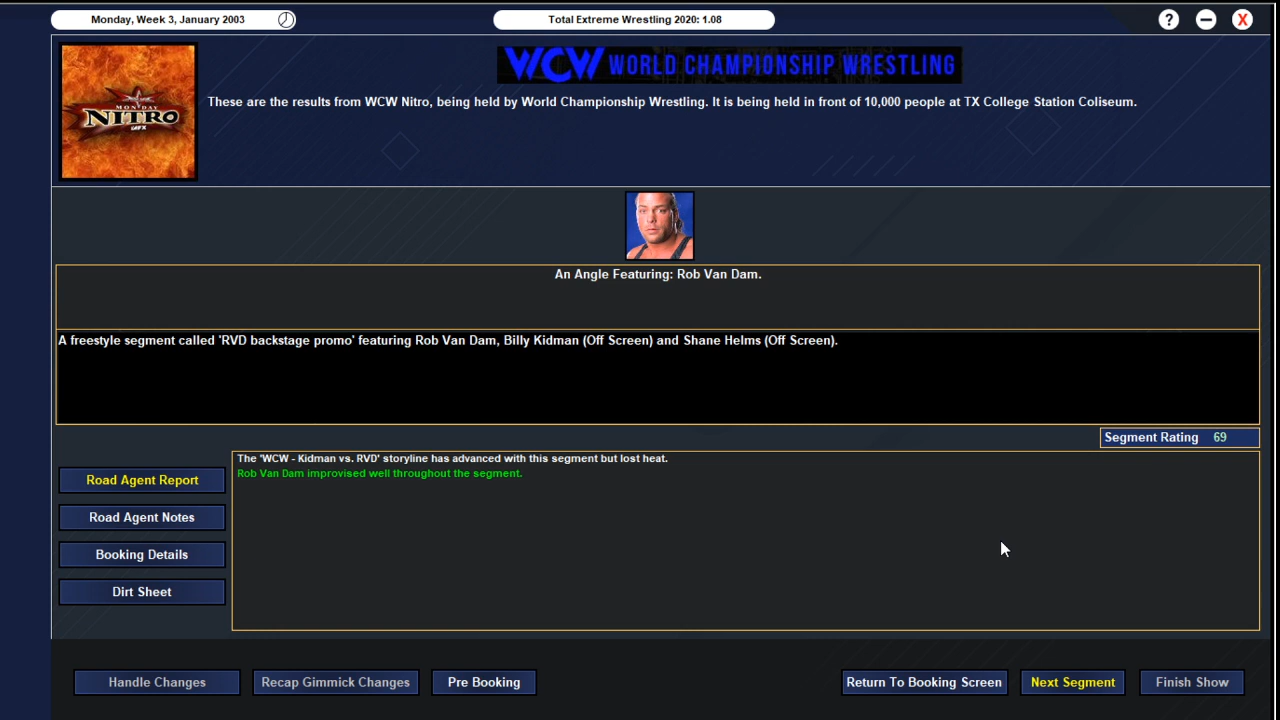 Monday, Week 3, January 2003
Total Extreme Wrestling 2020: 1.08
?
X
MONDAY
NITRO
WCW WORLD CHAMPIONSHIP WRESTLING
These are the results from WCW Nitro, being held by World Championship Wrestling. It is being held in front of 10,000 people at TX College Station Coliseum.
An Angle Featuring: Rob Van Dam.
A freestyle segment called 'RVD backstage promo' featuring Rob Van Dam, Billy Kidman (Off Screen) and Shane Helms (Off Screen).
Segment Rating 69
The 'WCW - Kidman vs. RVD' storyline has advanced with this segment but lost heat.
Rob Van Dam improvised well throughout the segment.
Road Agent Report
Road Agent Notes
Booking Details
Dirt Sheet
Handle Changes
Recap Gimmick Changes
Pre Booking
Return To Booking Screen
Next Segment
Finish Show